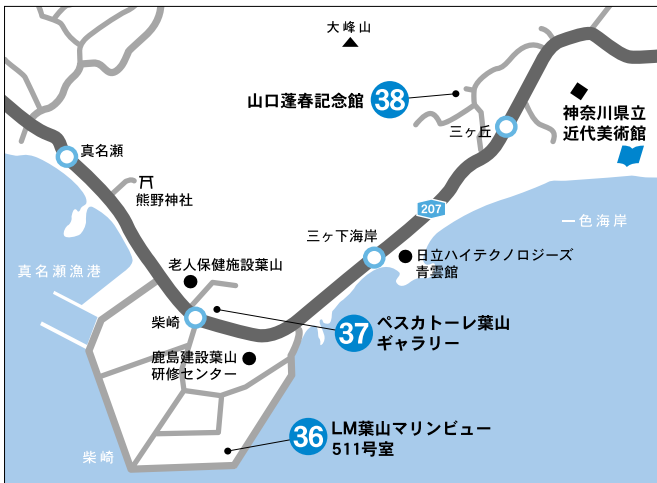 大峰山
山口蓬春記念館 38
神奈川県立
近代美術館
三ヶ丘
真名瀬
熊野神社
207
一色海岸
三ヶ下海岸
日立ハイテクノロジーズ
青雲館
真名瀬漁港
老人保健施設葉山
柴崎
37 ペスカトーレ葉山
ギャラリー
鹿島建設葉山
研修センター
36 LM葉山マリンビュー
511号室
柴崎